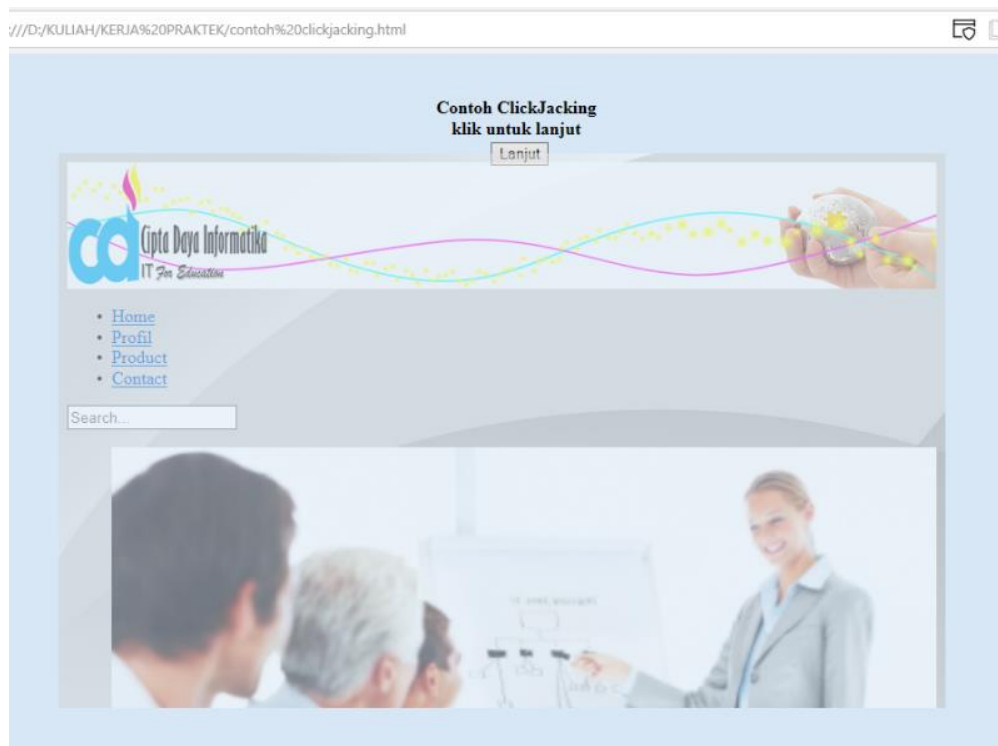 :///D:/KULIAH/KERJA%20PRAKTEK/contoh%20clickjacking.html
Contoh ClickJacking
klik untuk lanjut
Lanjut
cd Cipta Daya Informatika
IT For Education
Home
Profil
Product
Contact
Search...